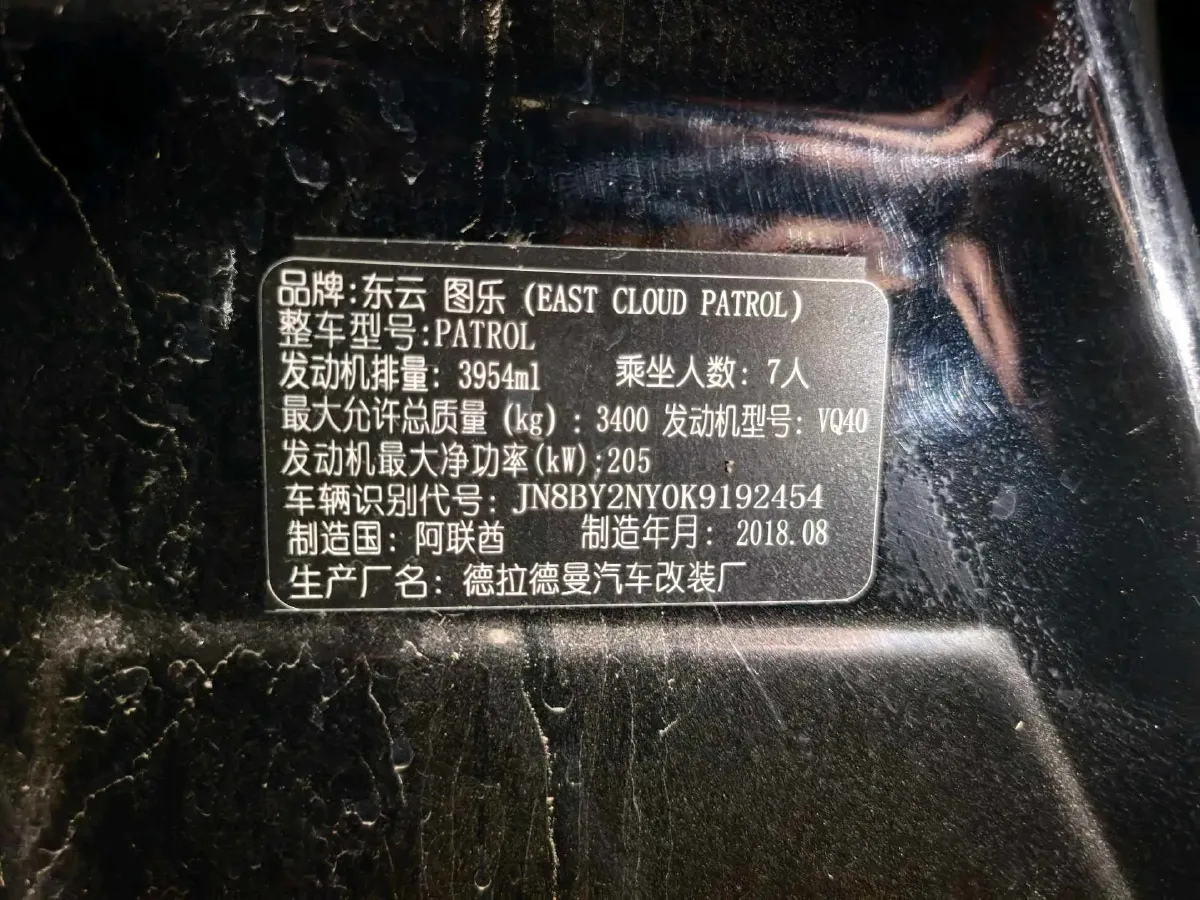 品牌:东云 图乐 (EAST CLOUD PATROL)
整车型号:PATROL
发动机排量: 3954ml 乘坐人数: 7人
最大允许总质量 (kg) : 3400 发动机型号: VQ40
发动机最大净功率(kW):205
车辆识别代号: JN8BY2NY0K9192454
制造国: 阿联酋 制造年月: 2018.08
生产厂名: 德拉德曼汽车改装厂